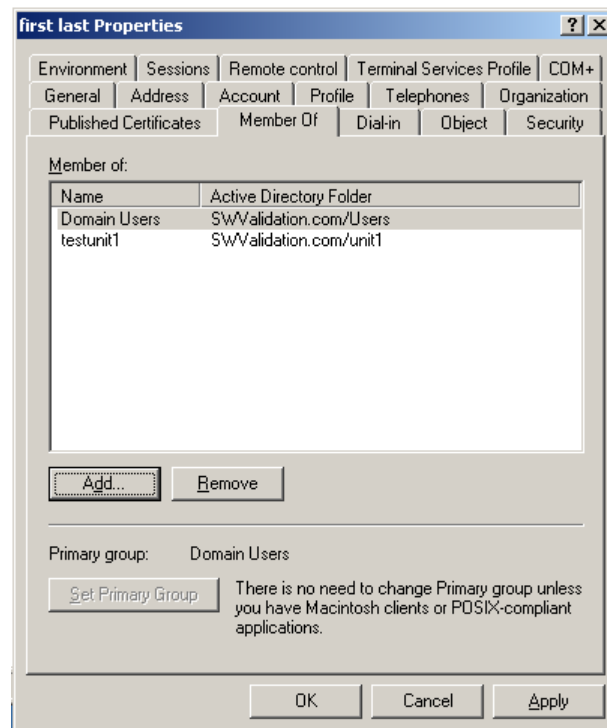 first last Properties
Environment Sessions Remote control Terminal Services Profile COM+
General Address Account Profile Telephones Organization
Published Certificates Member Of Dial-in Object Security
Member of:
Name Active Directory Folder
Domain Users SWValidation.com/Users
testunit1 SWValidation.com/unit1
Add... Remove
Primary group: Domain Users
Set Primary Group
There is no need to change Primary group unless
you have Macintosh clients or POSIX-compliant
applications.
OK Cancel Apply